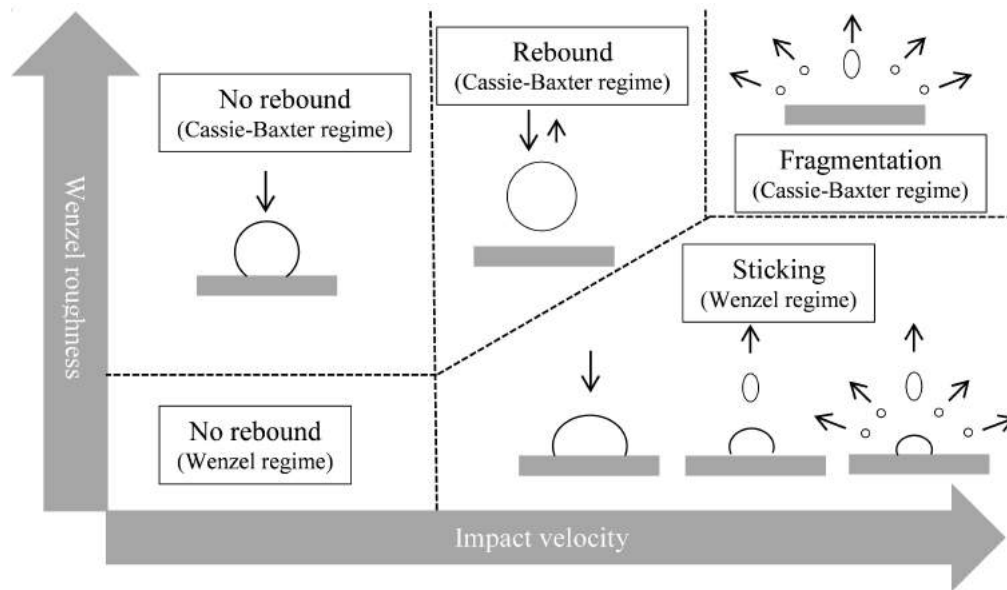 Wenzel roughness
No rebound
(Cassie-Baxter regime)
Rebound
(Cassie-Baxter regime)
Fragmentation
(Cassie-Baxter regime)
Sticking
(Wenzel regime)
No rebound
(Wenzel regime)
Impact velocity